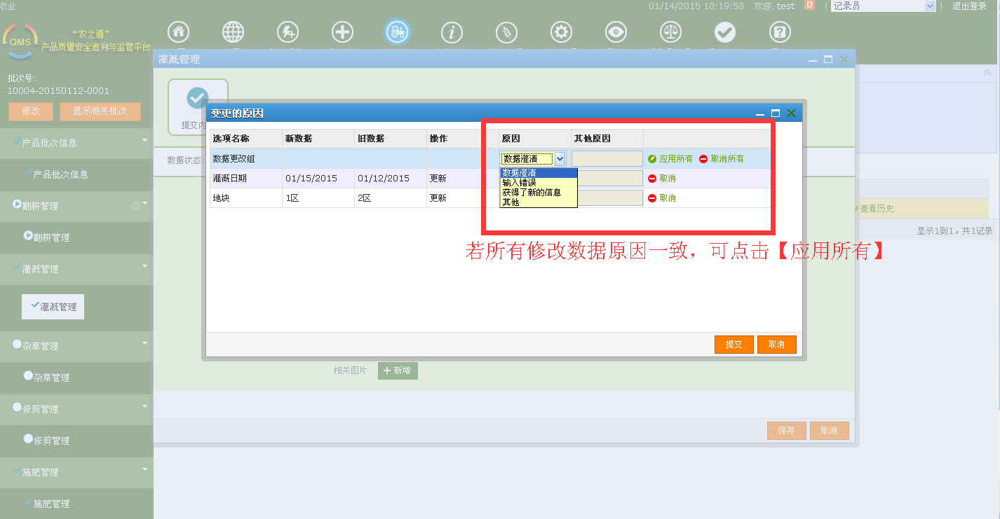 农业
01/14/2015 10:19:58 欢迎, test 0 ( 记录员 ) 退出登录
QMS
“农之道”
产品质量安全追溯与监管平台
批次号:
10004-20150112-0001
修改 显示相关批次
产品批次信息
产品批次信息
翻耕管理
翻耕管理
灌溉管理
灌溉管理
杂草管理
杂草管理
修剪管理
修剪管理
施肥管理
施肥管理
灌溉管理
提交内
数据状态:
变更的原因
选项名称 新数据 旧数据 操作 原因 其他原因
数据更改组 数据澄清 应用所有 取消所有
灌溉日期 01/15/2015 01/12/2015 更新 取消
地块 1区 2区 更新 取消
数据澄清
输入错误
获得了新的信息
其他
若所有修改数据原因一致，可点击【应用所有】
提交 取消
相关图片 新增
保存 取消
查看历史
显示1到1，共1记录